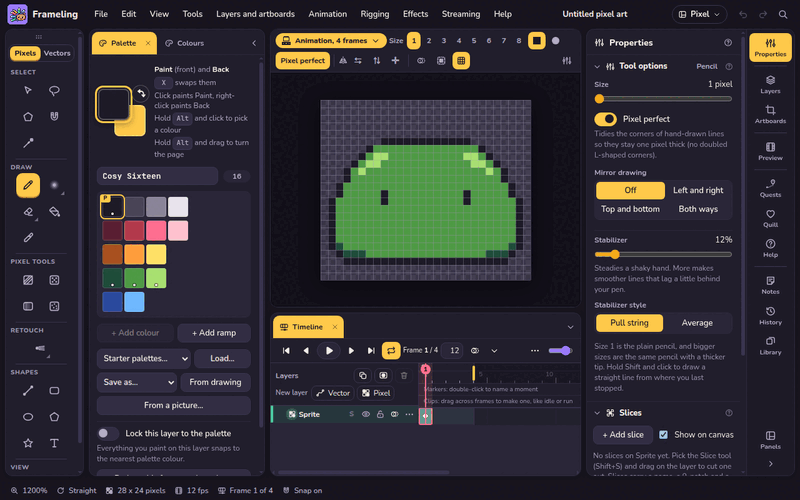 Frameling File Edit View Tools Layers and artboards Animation Rigging Effects Streaming Help Untitled pixel art Pixel
Pixels Vectors
SELECT
DRAW
PIXEL TOOLS
RETOUCH
SHAPES
VIEW
Palette Colours
Paint (front) and Back
X swaps them
Click paints Paint, right-
click paints Back
Hold Alt and click to pick
a colour
Hold Alt and drag to turn
the page
Cosy Sixteen 16
P
+ Add colour + Add ramp
Starter palettes... Load...
Save as... From drawing
From a picture...
Lock this layer to the palette
Everything you paint on this layer snaps to
the nearest palette colour.
Animation, 4 frames Size 1 2 3 4 5 6 7 8
Pixel perfect
Timeline
Frame 1 / 4 12
Layers 1 5 10
Markers: double-click to name a moment
New layer Vector Pixel
Clips: drag across frames to make one, like idle or run
Sprite S
Properties
Tool options Pencil
Size 1 pixel
Pixel perfect
Tidies the corners of hand-drawn lines
so they stay one pixel thick (no doubled
L-shaped corners).
Mirror drawing
Off Left and right
Top and bottom Both ways
Stabilizer 12%
Steadies a shaky hand. More makes
smoother lines that lag a little behind
your pen.
Stabilizer style
Pull string Average
Size 1 is the plain pencil, and bigger
sizes are the same pencil with a thicker
tip. Hold Shift and click to draw a
straight line from where you last
stopped.
Slices
+ Add slice Show on canvas
No slices on Sprite yet. Pick the Slice tool
(Shift+S) and drag on the layer to cut one
Properties
Layers
Artboards
Preview
Quests
Quill
Help
Notes
History
Library
Panels
1200% Straight 28 x 24 pixels 12 fps Frame 1 of 4 Snap on